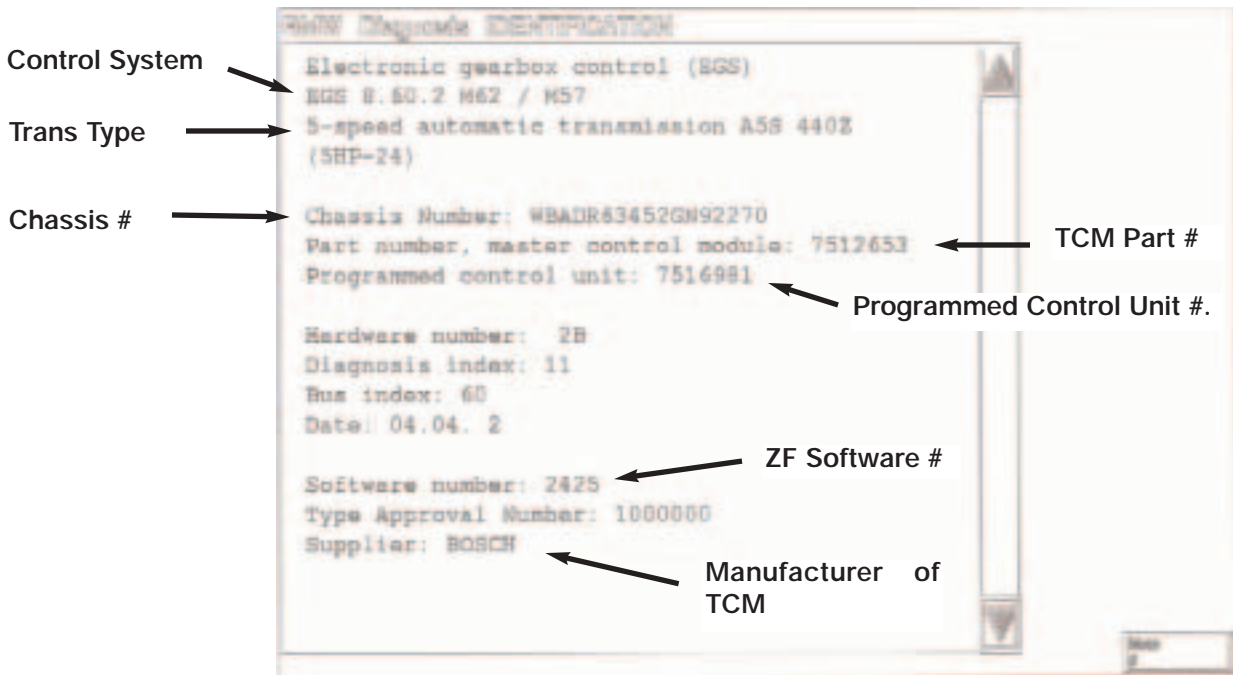 BMW Diagnosis IDENTIFICATION
Control System
Electronic gearbox control (EGS)
EGS 8.60.2 M62 / M57
Trans Type
5-speed automatic transmission A5S 440Z
(5HP-24)
Chassis #
Chassis Number: WBADR63452GN92270
Part number, master control module: 7512653
TCM Part #
Programmed control unit: 7516981
Programmed Control Unit #.
Hardware number: 2B
Diagnosis index: 11
Bus index: 60
Date: 04.04. 2
ZF Software #
Software number: 2425
Type Approval Number: 1000000
Supplier: BOSCH
Manufacturer of
TCM